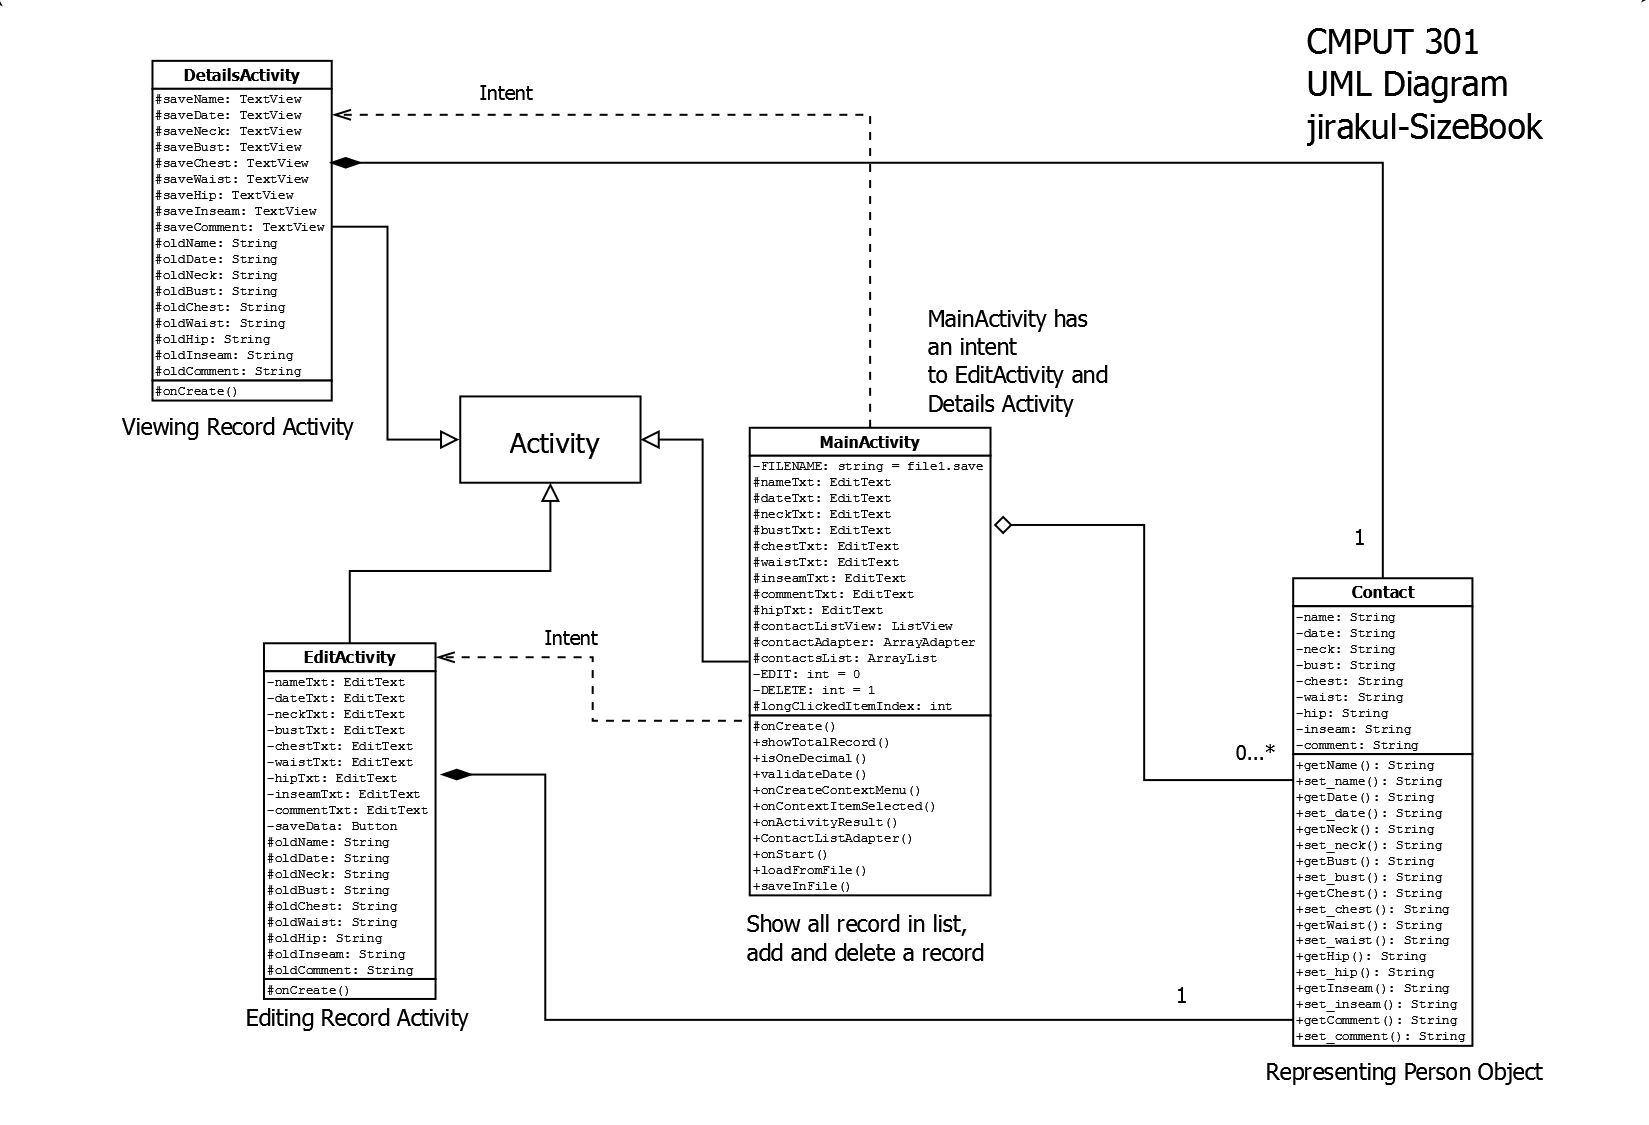 CMPUT 301
UML Diagram
jirakul-SizeBook
DetailsActivity
#saveName: TextView
#saveDate: TextView
#saveNeck: TextView
#saveBust: TextView
#saveChest: TextView
#saveWaist: TextView
#saveHip: TextView
#saveInseam: TextView
#saveComment: TextView
#oldName: String
#oldDate: String
#oldNeck: String
#oldBust: String
#oldChest: String
#oldWaist: String
#oldHip: String
#oldInseam: String
#oldComment: String
#onCreate()
Viewing Record Activity
Intent
MainActivity has
an intent
to EditActivity and
Details Activity
Activity
MainActivity
-FILENAME: string = file1.save
#nameTxt: EditText
#dateTxt: EditText
#neckTxt: EditText
#bustTxt: EditText
#chestTxt: EditText
#waistTxt: EditText
#inseamTxt: EditText
#commentTxt: EditText
#hipTxt: EditText
#contactListView: ListView
#contactAdapter: ArrayAdapter
#contactsList: ArrayList
-EDIT: int = 0
-DELETE: int = 1
#longClickedItemIndex: int
#onCreate()
+showTotalRecord()
+isOneDecimal()
+validateDate()
+onCreateContextMenu()
+onContextItemSelected()
+onActivityResult()
+ContactListAdapter()
+onStart()
+loadFromFile()
+saveInFile()
Show all record in list,
add and delete a record
Intent
EditActivity
-nameTxt: EditText
-dateTxt: EditText
-neckTxt: EditText
-bustTxt: EditText
-chestTxt: EditText
-waistTxt: EditText
-hipTxt: EditText
-inseamTxt: EditText
-commentTxt: EditText
-saveData: Button
#oldName: String
#oldDate: String
#oldNeck: String
#oldBust: String
#oldChest: String
#oldWaist: String
#oldHip: String
#oldInseam: String
#oldComment: String
#onCreate()
Editing Record Activity
1
0...*
1
Contact
-name: String
-date: String
-neck: String
-bust: String
-chest: String
-waist: String
-hip: String
-inseam: String
-comment: String
+getName(): String
+set_name(): String
+getDate(): String
+set_date(): String
+getNeck(): String
+set_neck(): String
+getBust(): String
+set_bust(): String
+getChest(): String
+set_chest(): String
+getWaist(): String
+set_waist(): String
+getHip(): String
+set_hip(): String
+getInseam(): String
+set_inseam(): String
+getComment(): String
+set_comment(): String
Representing Person Object